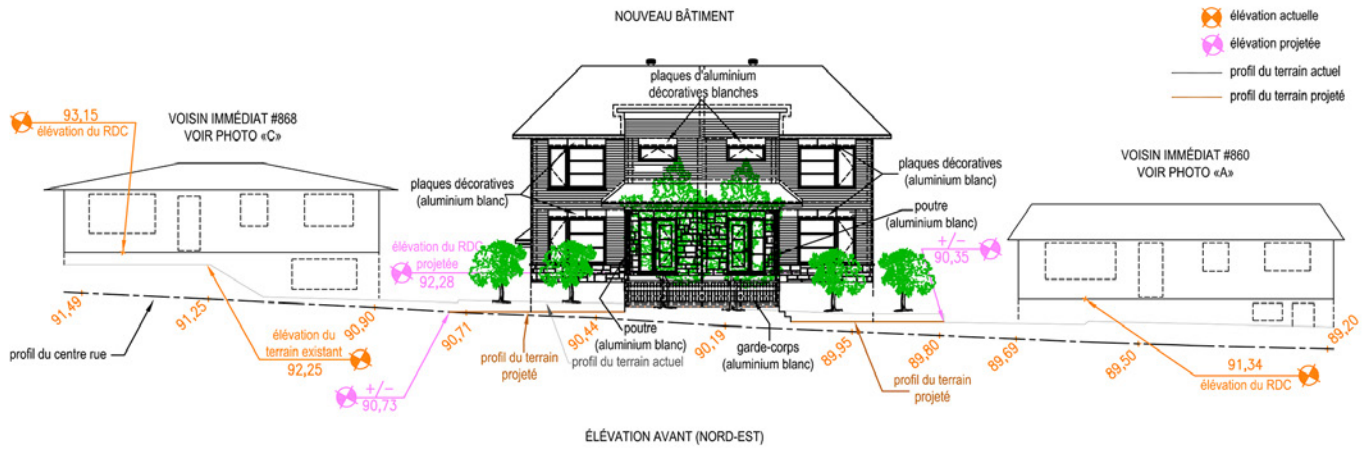 NOUVEAU BÂTIMENT
élévation actuelle
élévation projetée
profil du terrain actuel
profil du terrain projeté
plaques d'aluminium
décoratives blanches
93,15
élévation du RDC
VOISIN IMMÉDIAT #868
VOIR PHOTO «C»
VOISIN IMMÉDIAT #860
VOIR PHOTO «A»
plaques décoratives
(aluminium blanc)
plaques décoratives
(aluminium blanc)
poutre
(aluminium blanc)
élévation du RDC
projetée
92,28
+/-
90,35
91,49
91,25
90,90
90,71
90,44
90,19
89,95
89,80
89,69
89,50
89,20
profil du centre rue
élévation du
terrain existant
92,25
+/-
90,73
profil du terrain
projeté
poutre
(aluminium blanc)
profil du terrain actuel
garde-corps
(aluminium blanc)
profil du terrain
projeté
91,34
élévation du RDC
ÉLÉVATION AVANT (NORD-EST)